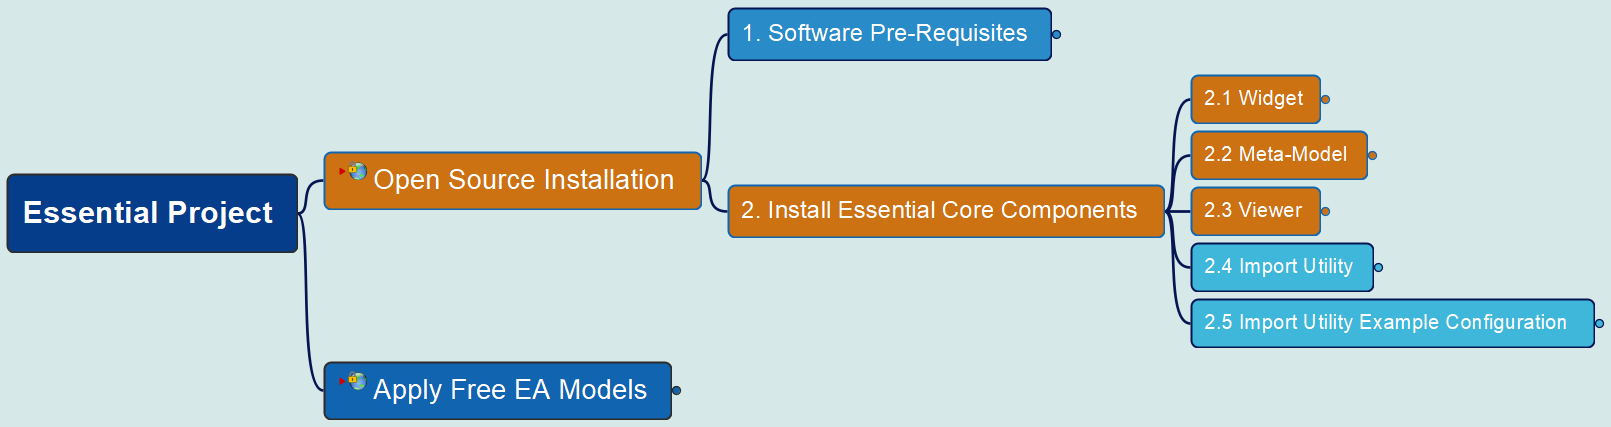 Essential Project
Open Source Installation
1. Software Pre-Requisites
2. Install Essential Core Components
2.1 Widget
2.2 Meta-Model
2.3 Viewer
2.4 Import Utility
2.5 Import Utility Example Configuration
Apply Free EA Models